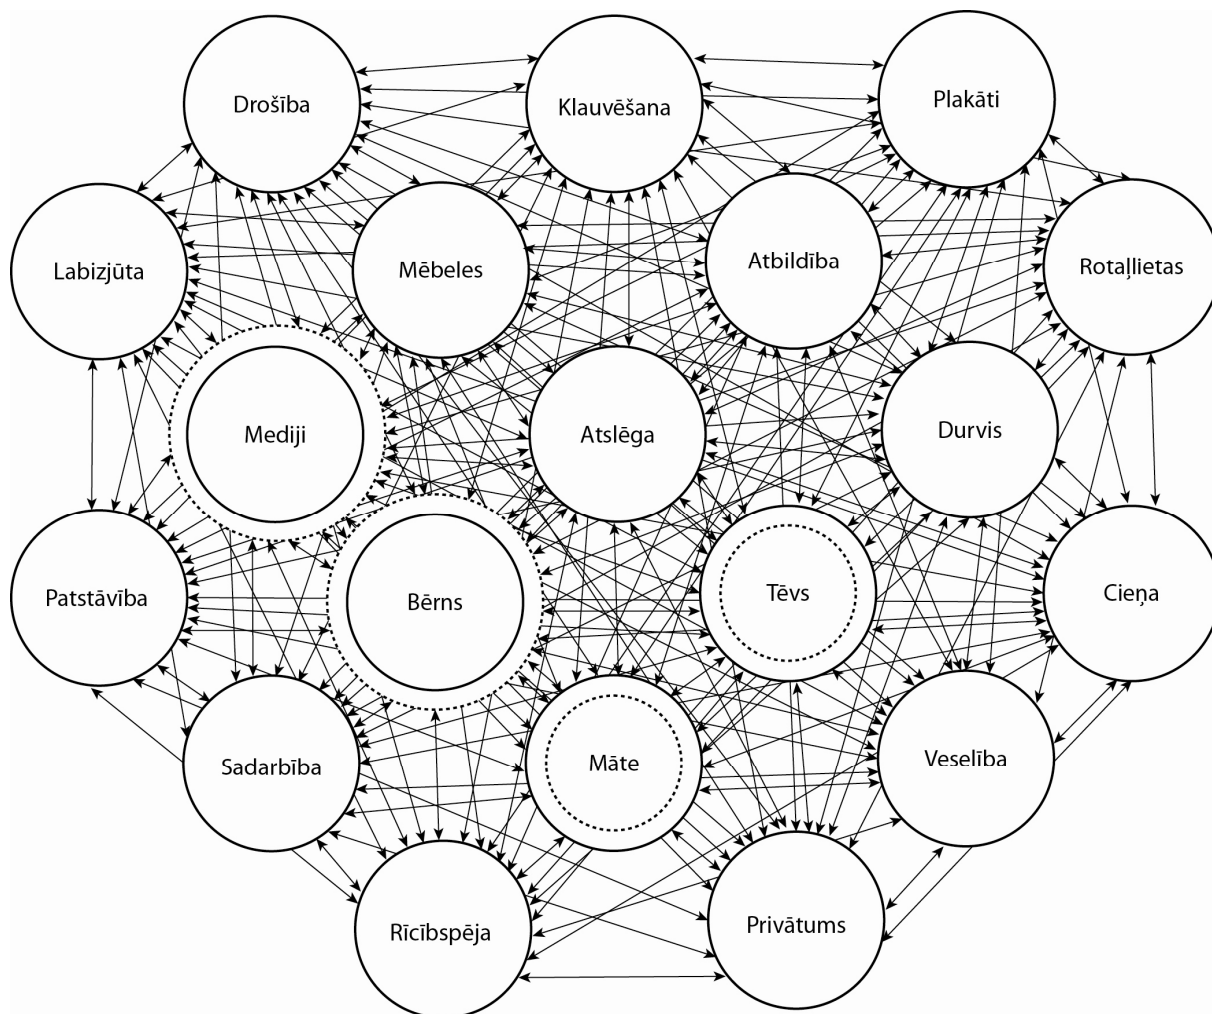 Drošība
Klauvēšana
Plakāti
Labizjūta
Mēbeles
Atbildība
Rotaļlietas
Mediji
Atslēga
Durvis
Patstāvība
Bērns
Tēvs
Cieņa
Sadarbība
Māte
Veselība
Rīcībspēja
Privātums